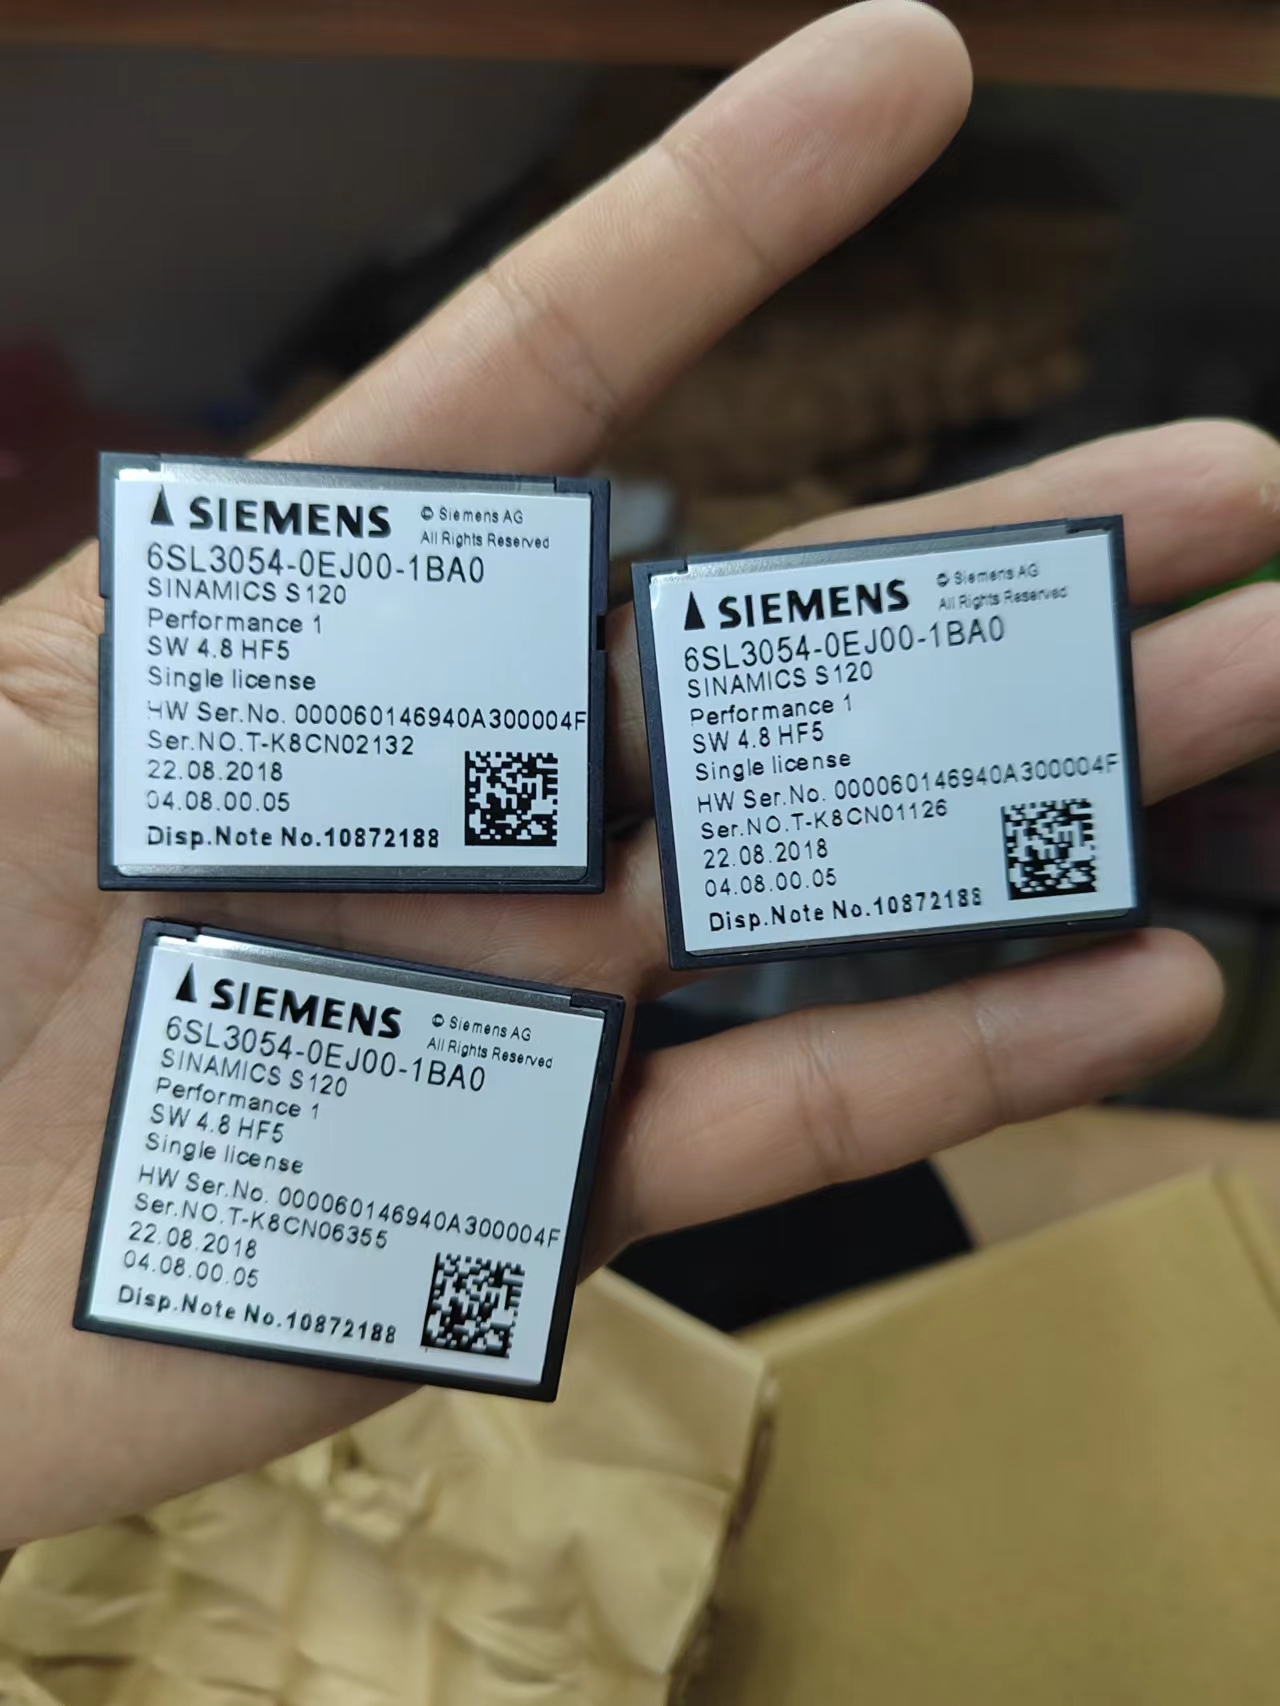 SIEMENS
© Siemens AG
All Rights Reserved
6SL3054-0EJ00-1BA0
SINAMICS S120
Performance 1
SW 4.8 HF5
Single license
HW Ser.No. 000060146940A300004F
Ser.NO.T-K8CN02132
22.08.2018
04.08.00.05
Disp.Note No.10872188
SIEMENS
© Siemens AG
All Rights Reserved
6SL3054-0EJ00-1BA0
SINAMICS S120
Performance 1
SW 4.8 HF5
Single license
HW Ser.No. 000060146940A300004F
Ser.NO.T-K8CN01126
22.08.2018
04.08.00.05
Disp.Note No.10872188
SIEMENS
© Siemens AG
All Rights Reserved
6SL3054-0EJ00-1BA0
SINAMICS S120
Performance 1
SW 4.8 HF5
Single license
HW Ser.No. 000060146940A300004F
Ser.NO.T-K8CN06355
22.08.2018
04.08.00.05
Disp.Note No.10872188